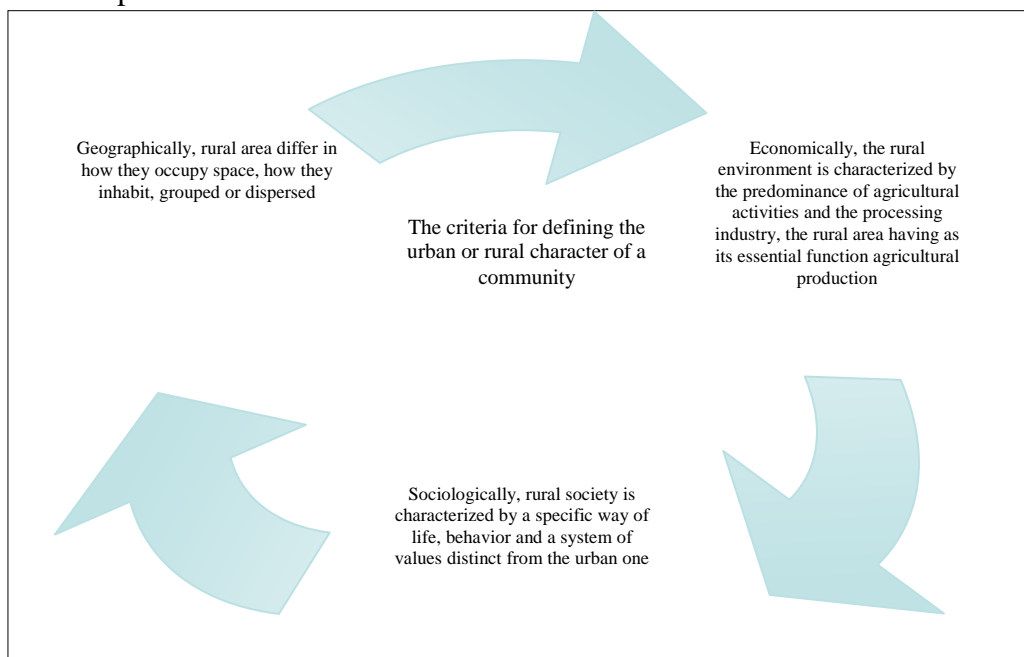 Geographically, rural area differ in
how they occupy space, how they
inhabit, grouped or dispersed
The criteria for defining the
urban or rural character of a
community
Economically, the rural
environment is characterized by
the predominance of agricultural
activities and the processing
industry, the rural area having as
its essential function agricultural
production
Sociologically, rural society is
characterized by a specific way of
life, behavior and a system of
values distinct from the urban one